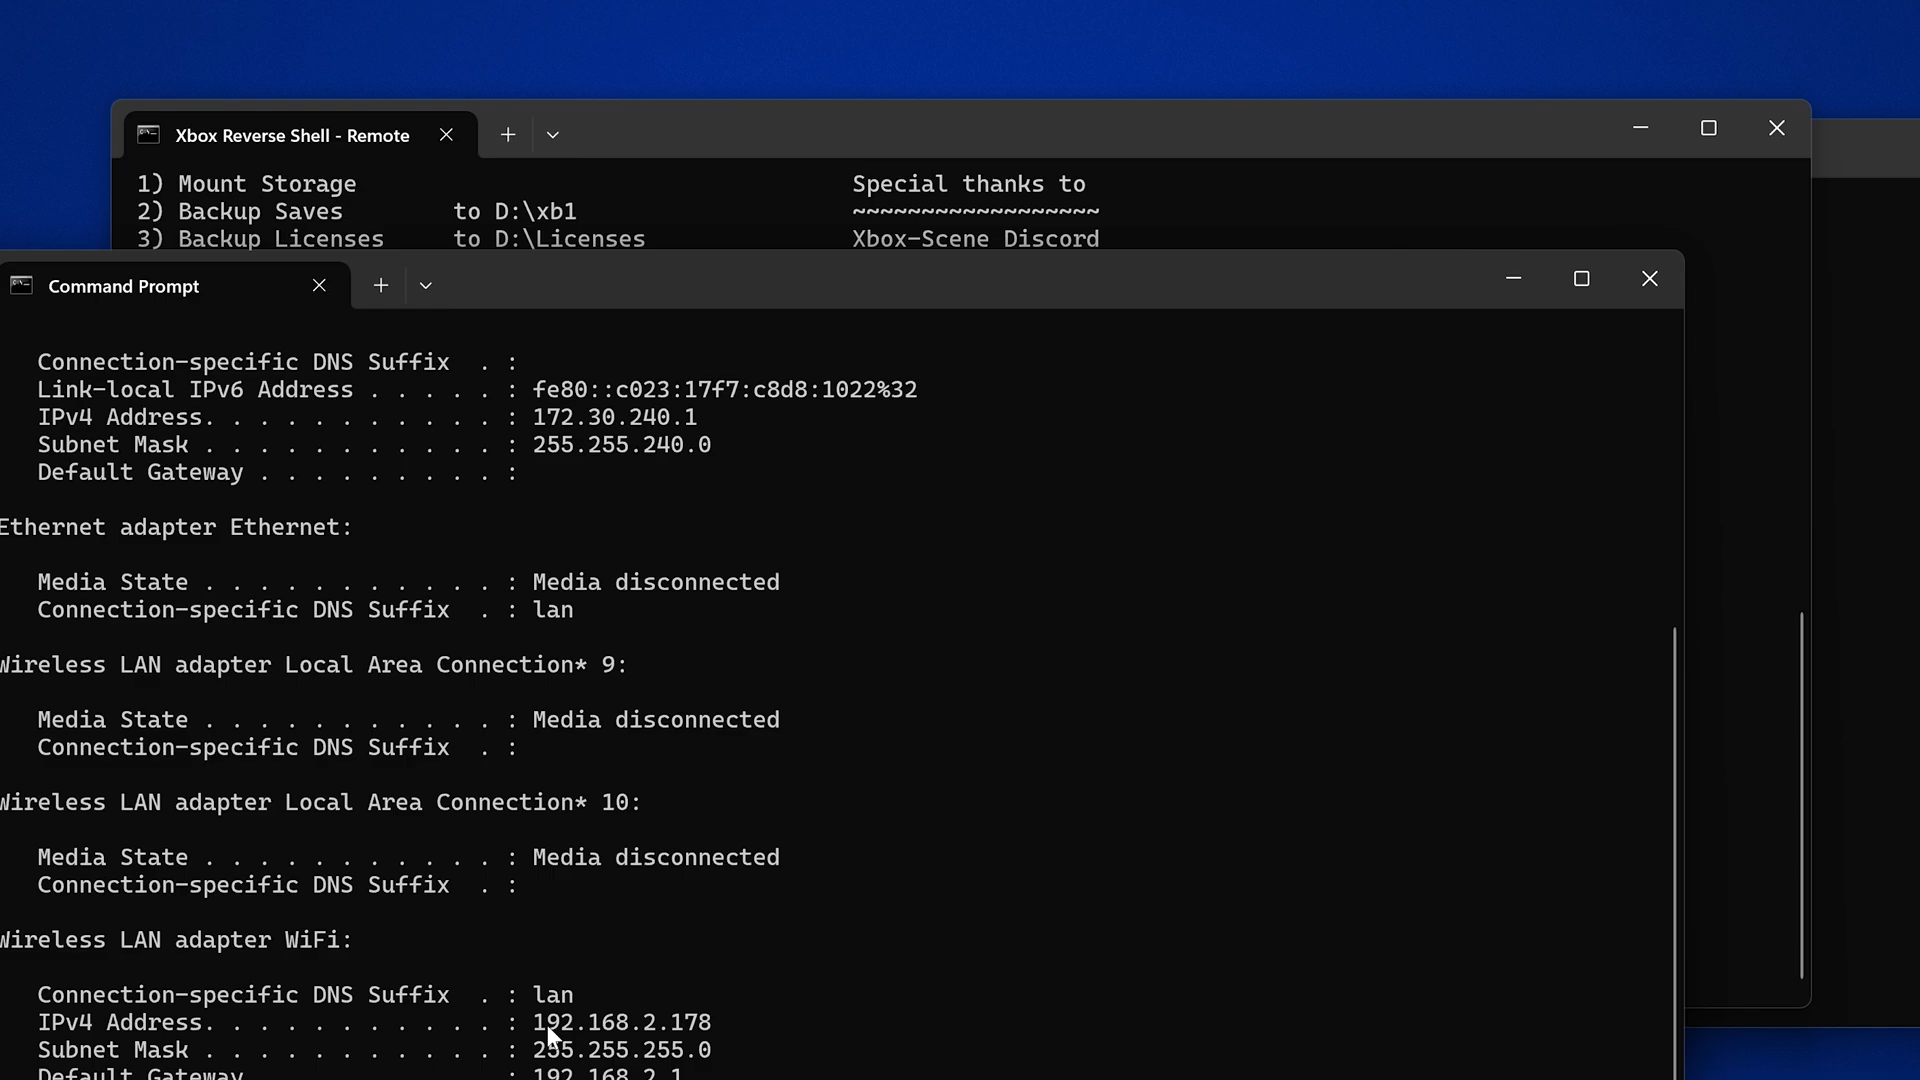 Xbox Reverse Shell - Remote
1) Mount Storage Special thanks to
2) Backup Saves to D:\xb1 ~~~~~~~~~~~~~~~~~~
3) Backup Licenses to D:\Licenses Xbox-Scene Discord
Command Prompt
Connection-specific DNS Suffix . :
Link-local IPv6 Address . . . . . : fe80::c023:17f7:c8d8:1022%32
IPv4 Address. . . . . . . . . . . : 172.30.240.1
Subnet Mask . . . . . . . . . . . : 255.255.240.0
Default Gateway . . . . . . . . . :
Ethernet adapter Ethernet:
Media State . . . . . . . . . . . : Media disconnected
Connection-specific DNS Suffix . : lan
Wireless LAN adapter Local Area Connection* 9:
Media State . . . . . . . . . . . : Media disconnected
Connection-specific DNS Suffix . :
Wireless LAN adapter Local Area Connection* 10:
Media State . . . . . . . . . . . : Media disconnected
Connection-specific DNS Suffix . :
Wireless LAN adapter WiFi:
Connection-specific DNS Suffix . : lan
IPv4 Address. . . . . . . . . . . : 192.168.2.178
Subnet Mask . . . . . . . . . . . : 255.255.255.0
Default Gateway . . . . . . . . . : 192.168.2.1